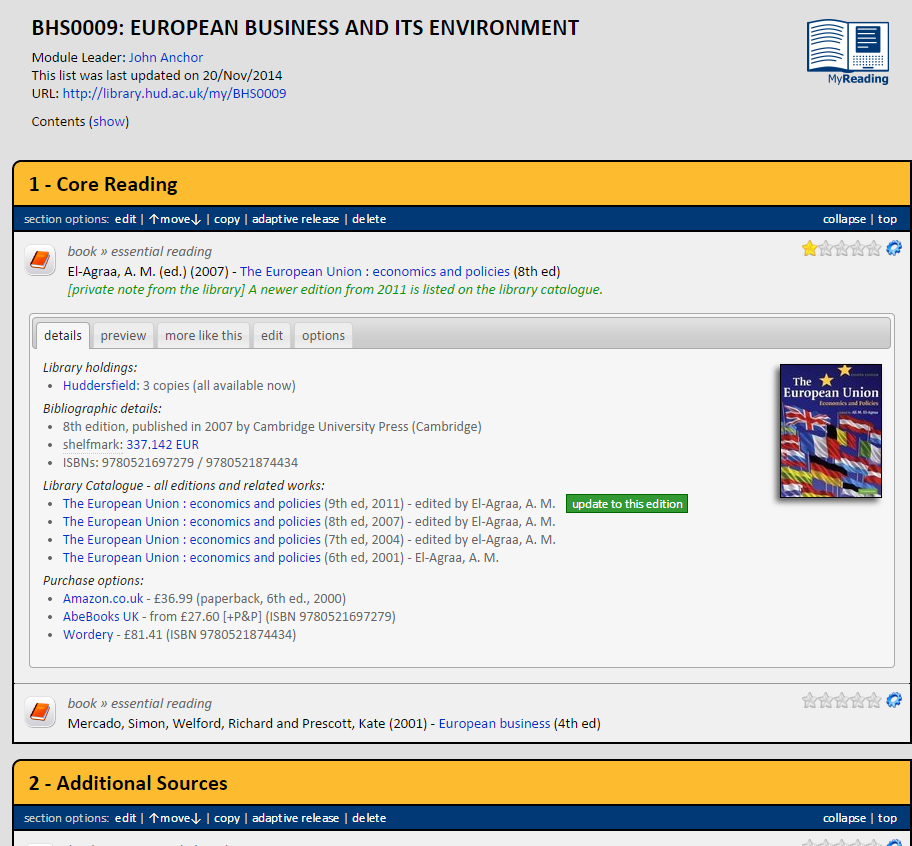 BHS0009: EUROPEAN BUSINESS AND ITS ENVIRONMENT
Module Leader: John Anchor
This list was last updated on 20/Nov/2014
URL: http://library.hud.ac.uk/my/BHS0009
Contents (show)
MyReading
1 - Core Reading
section options: edit | ↑move↓ | copy | adaptive release | delete
collapse | top
book » essential reading
El-Agraa, A. M. (ed.) (2007) - The European Union : economics and policies (8th ed)
[private note from the library] A newer edition from 2011 is listed on the library catalogue.
details preview more like this edit options
Library holdings:
• Huddersfield: 3 copies (all available now)
Bibliographic details:
• 8th edition, published in 2007 by Cambridge University Press (Cambridge)
• shelfmark: 337.142 EUR
• ISBNs: 9780521697279 / 9780521874434
Library Catalogue - all editions and related works:
• The European Union : economics and policies (9th ed, 2011) - edited by El-Agraa, A. M. update to this edition
• The European Union : economics and policies (8th ed, 2007) - edited by El-Agraa, A. M.
• The European Union : economics and policies (7th ed, 2004) - edited by el-Agraa, A. M.
• The European Union : economics and policies (6th ed, 2001) - El-Agraa, A. M.
Purchase options:
• Amazon.co.uk - £36.99 (paperback, 6th ed., 2000)
• AbeBooks UK - from £27.60 [+P&P] (ISBN 9780521697279)
• Wordery - £81.41 (ISBN 9780521874434)
The
European Union
Economics and Policies
book » essential reading
Mercado, Simon, Welford, Richard and Prescott, Kate (2001) - European business (4th ed)
2 - Additional Sources
section options: edit | ↑move↓ | copy | adaptive release | delete
collapse | top